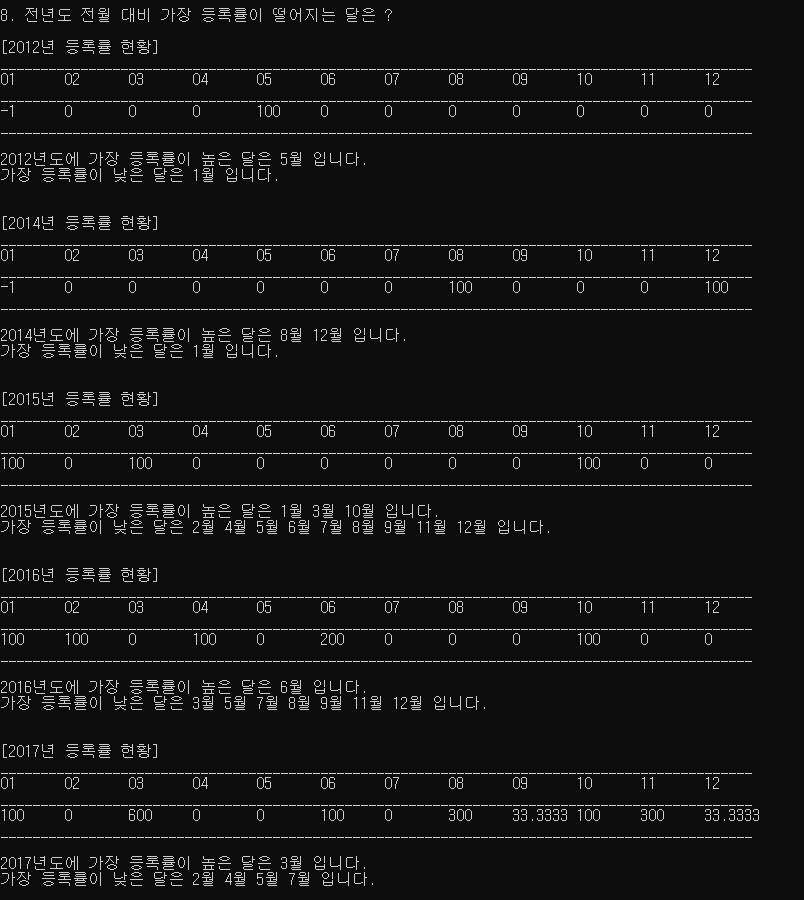 8. 전년도 전월 대비 가장 등록률이 떨어지는 달은 ?
[2012년 등록률 현황]
01 02 03 04 05 06 07 08 09 10 11 12
-1 0 0 0 100 0 0 0 0 0 0 0
2012년도에 가장 등록률이 높은 달은 5월 입니다.
가장 등록률이 낮은 달은 1월 입니다.
[2014년 등록률 현황]
01 02 03 04 05 06 07 08 09 10 11 12
-1 0 0 0 0 0 0 100 0 0 0 100
2014년도에 가장 등록률이 높은 달은 8월 12월 입니다.
가장 등록률이 낮은 달은 1월 입니다.
[2015년 등록률 현황]
01 02 03 04 05 06 07 08 09 10 11 12
100 0 100 0 0 0 0 0 0 100 0 0
2015년도에 가장 등록률이 높은 달은 1월 3월 10월 입니다.
가장 등록률이 낮은 달은 2월 4월 5월 6월 7월 8월 9월 11월 12월 입니다.
[2016년 등록률 현황]
01 02 03 04 05 06 07 08 09 10 11 12
100 100 0 100 0 200 0 0 0 100 0 0
2016년도에 가장 등록률이 높은 달은 6월 입니다.
가장 등록률이 낮은 달은 3월 5월 7월 8월 9월 11월 12월 입니다.
[2017년 등록률 현황]
01 02 03 04 05 06 07 08 09 10 11 12
100 0 600 0 0 100 0 300 33.3333 100 300 33.3333
2017년도에 가장 등록률이 높은 달은 3월 입니다.
가장 등록률이 낮은 달은 2월 4월 5월 7월 입니다.